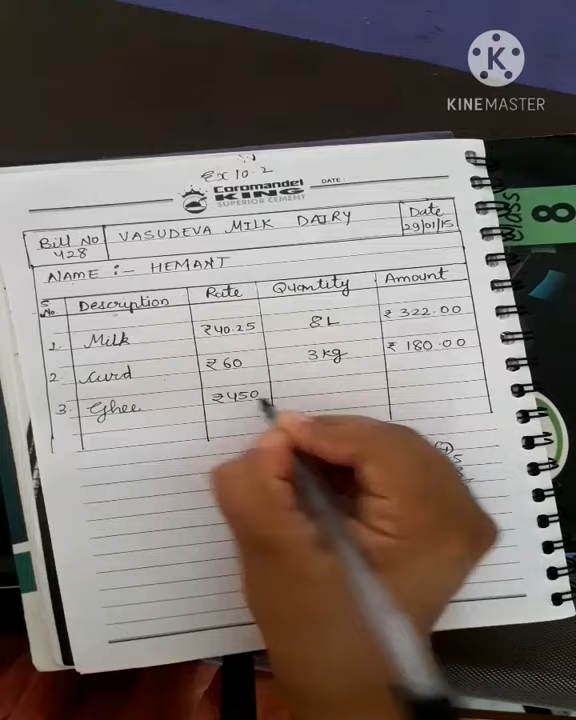 KINEMASTER
Ex 10.2
Coromandel
KING
SUPERIOR CEMENT
DATE :
Bill No 428 VASUDEVA MILK DAIRY Date 29/01/15
NAME :- HEMANT
S. No. Description Rate Quantity Amount
1. Milk ₹40.25 8L ₹ 322.00
2. Curd ₹60 3kg ₹ 180.00
3. Ghee ₹450
class 8